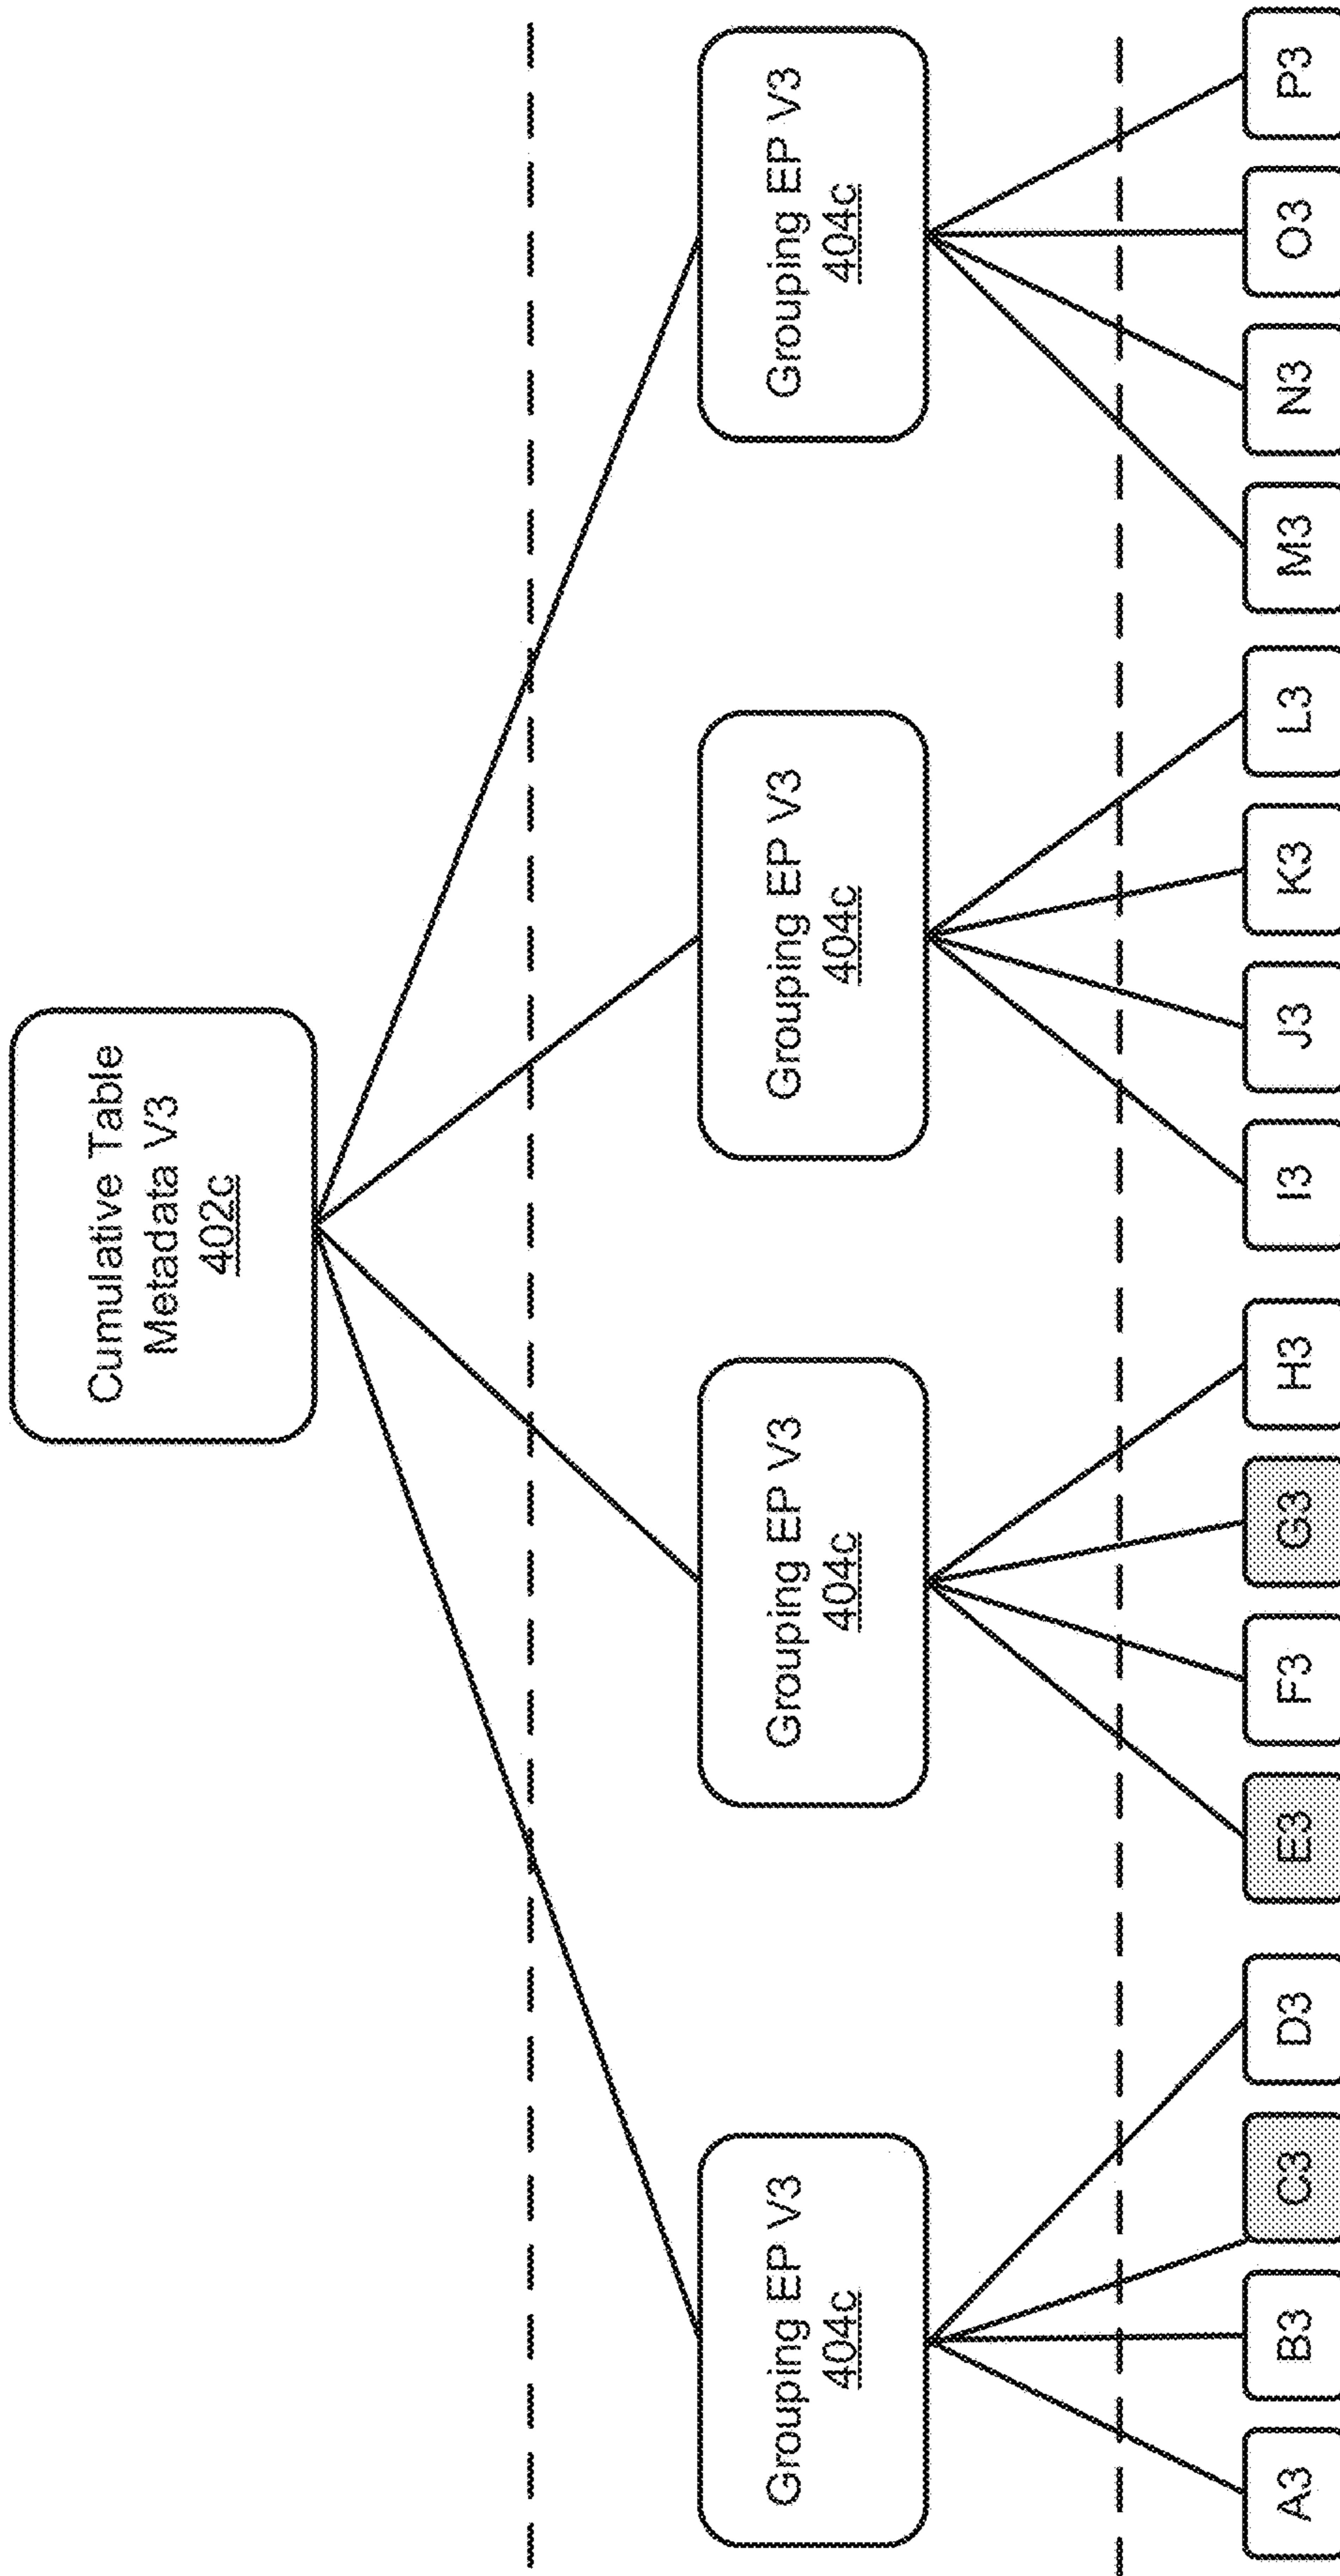 Cumulative Table
Metadata V3
402c
Grouping EP V3
404c
Grouping EP V3
404c
Grouping EP V3
404c
Grouping EP V3
404c
A3
B3
C3
D3
E3
F3
G3
H3
I3
J3
K3
L3
M3
N3
O3
P3